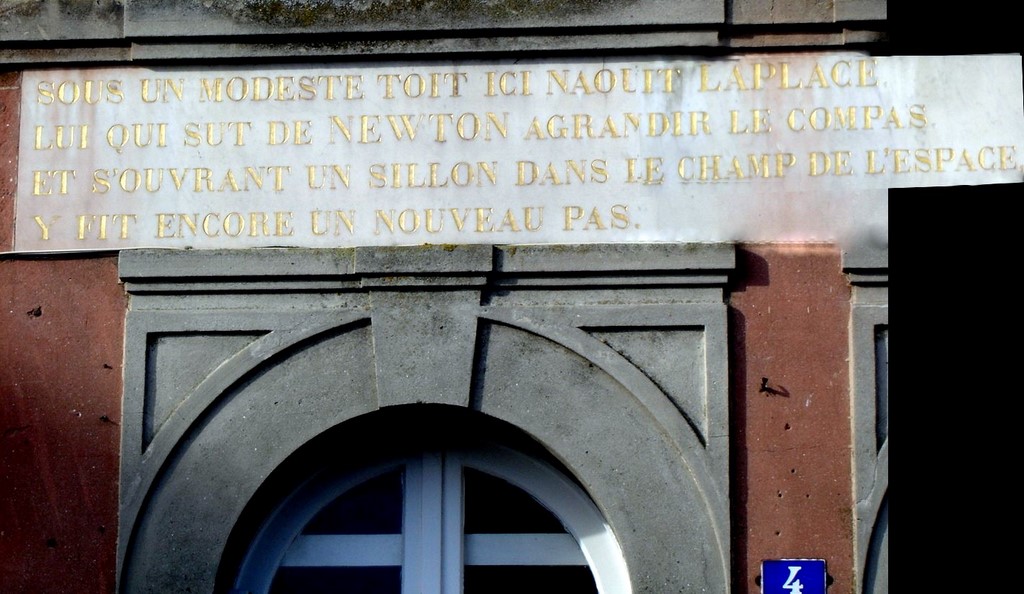 SOUS UN MODESTE TOIT ICI NAQUIT LAPLACE.
LUI QUI SUT DE NEWTON AGRANDIR LE COMPAS.
ET S'OUVRANT UN SILLON DANS LE CHAMP DE L'ESPACE,
Y FIT ENCORE UN NOUVEAU PAS.
4